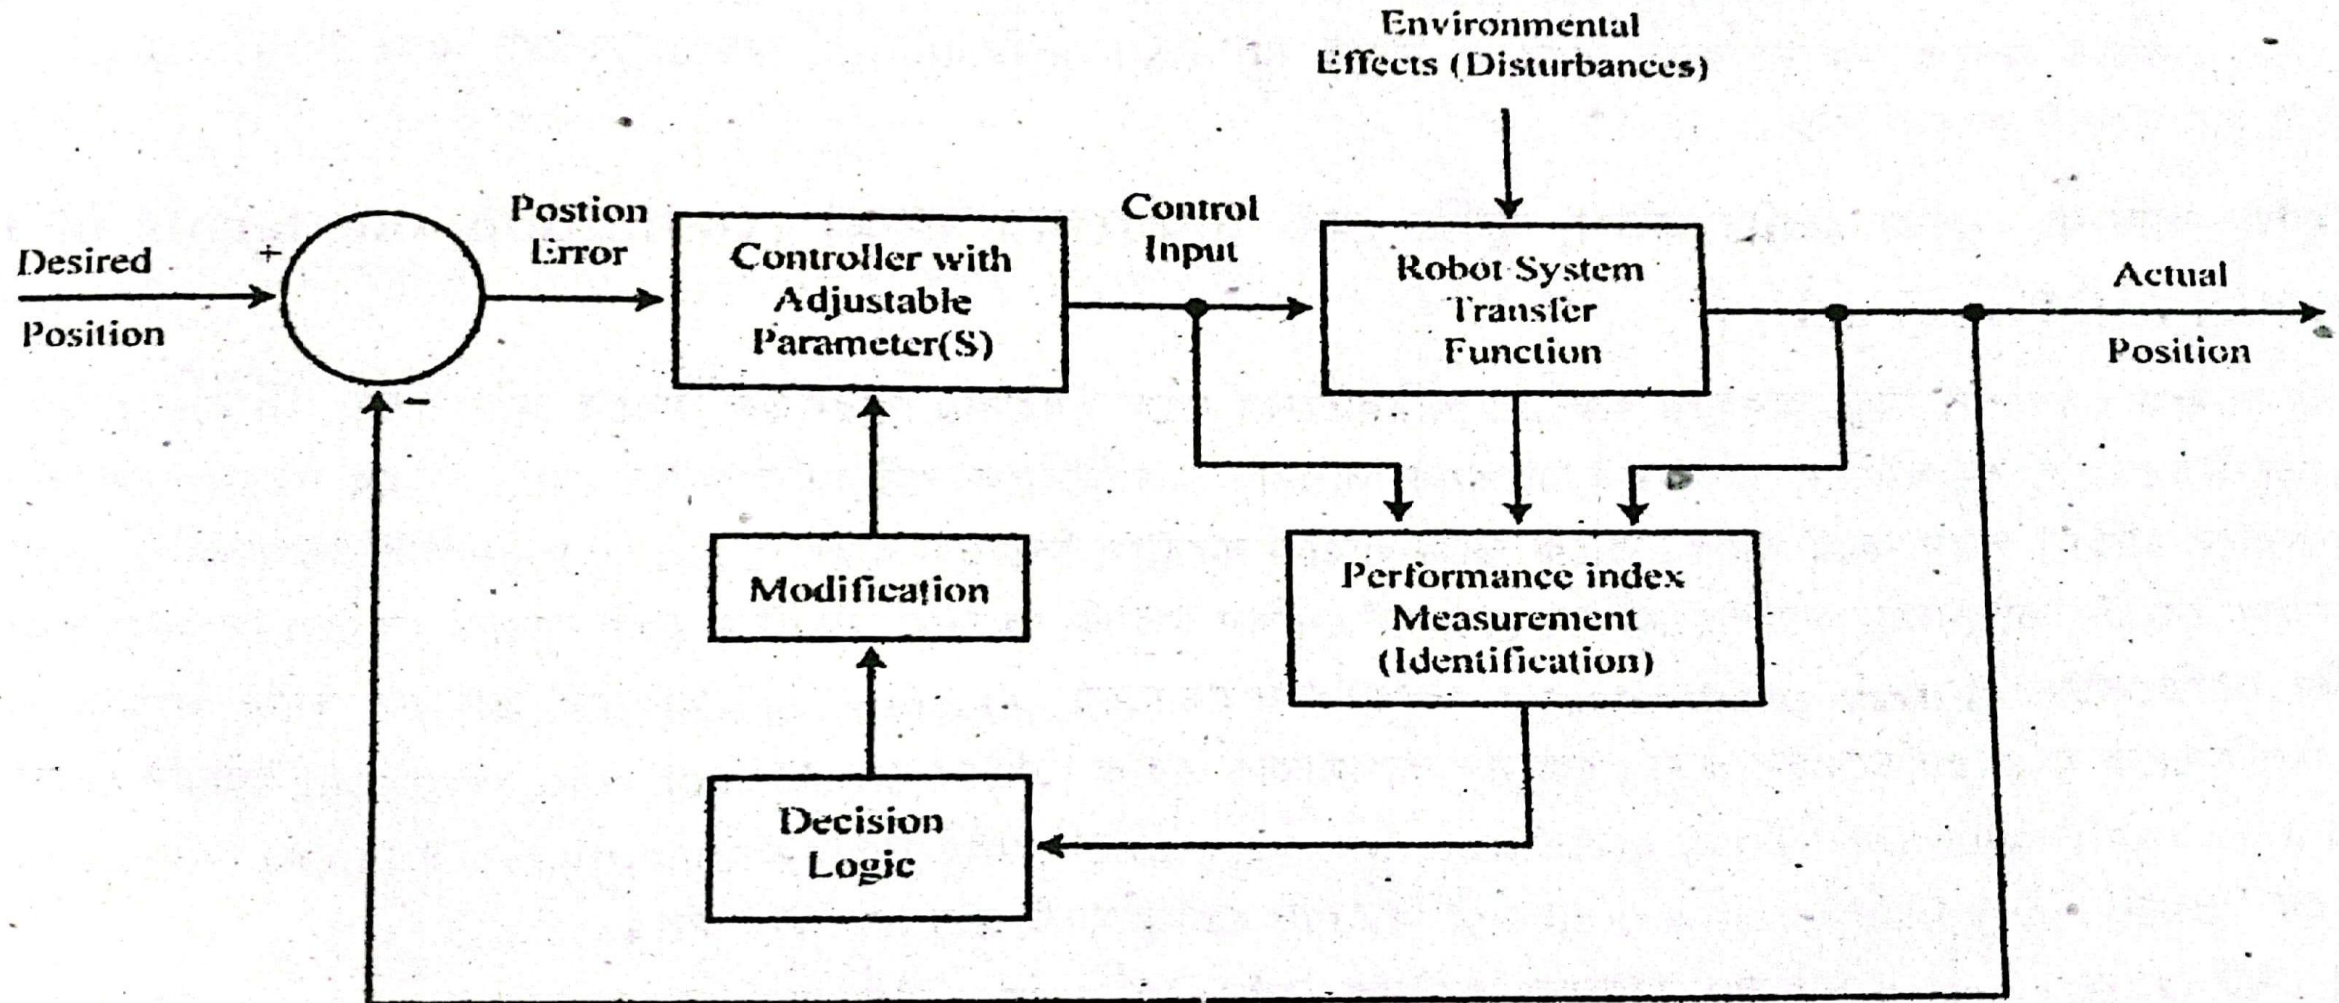 Environmental
Effects (Disturbances)
Desired
Position
+
−
Postion
Error
Controller with
Adjustable
Parameter(S)
Control
Input
Robot System
Transfer
Function
Actual
Position
Modification
Performance index
Measurement
(Identification)
Decision
Logic